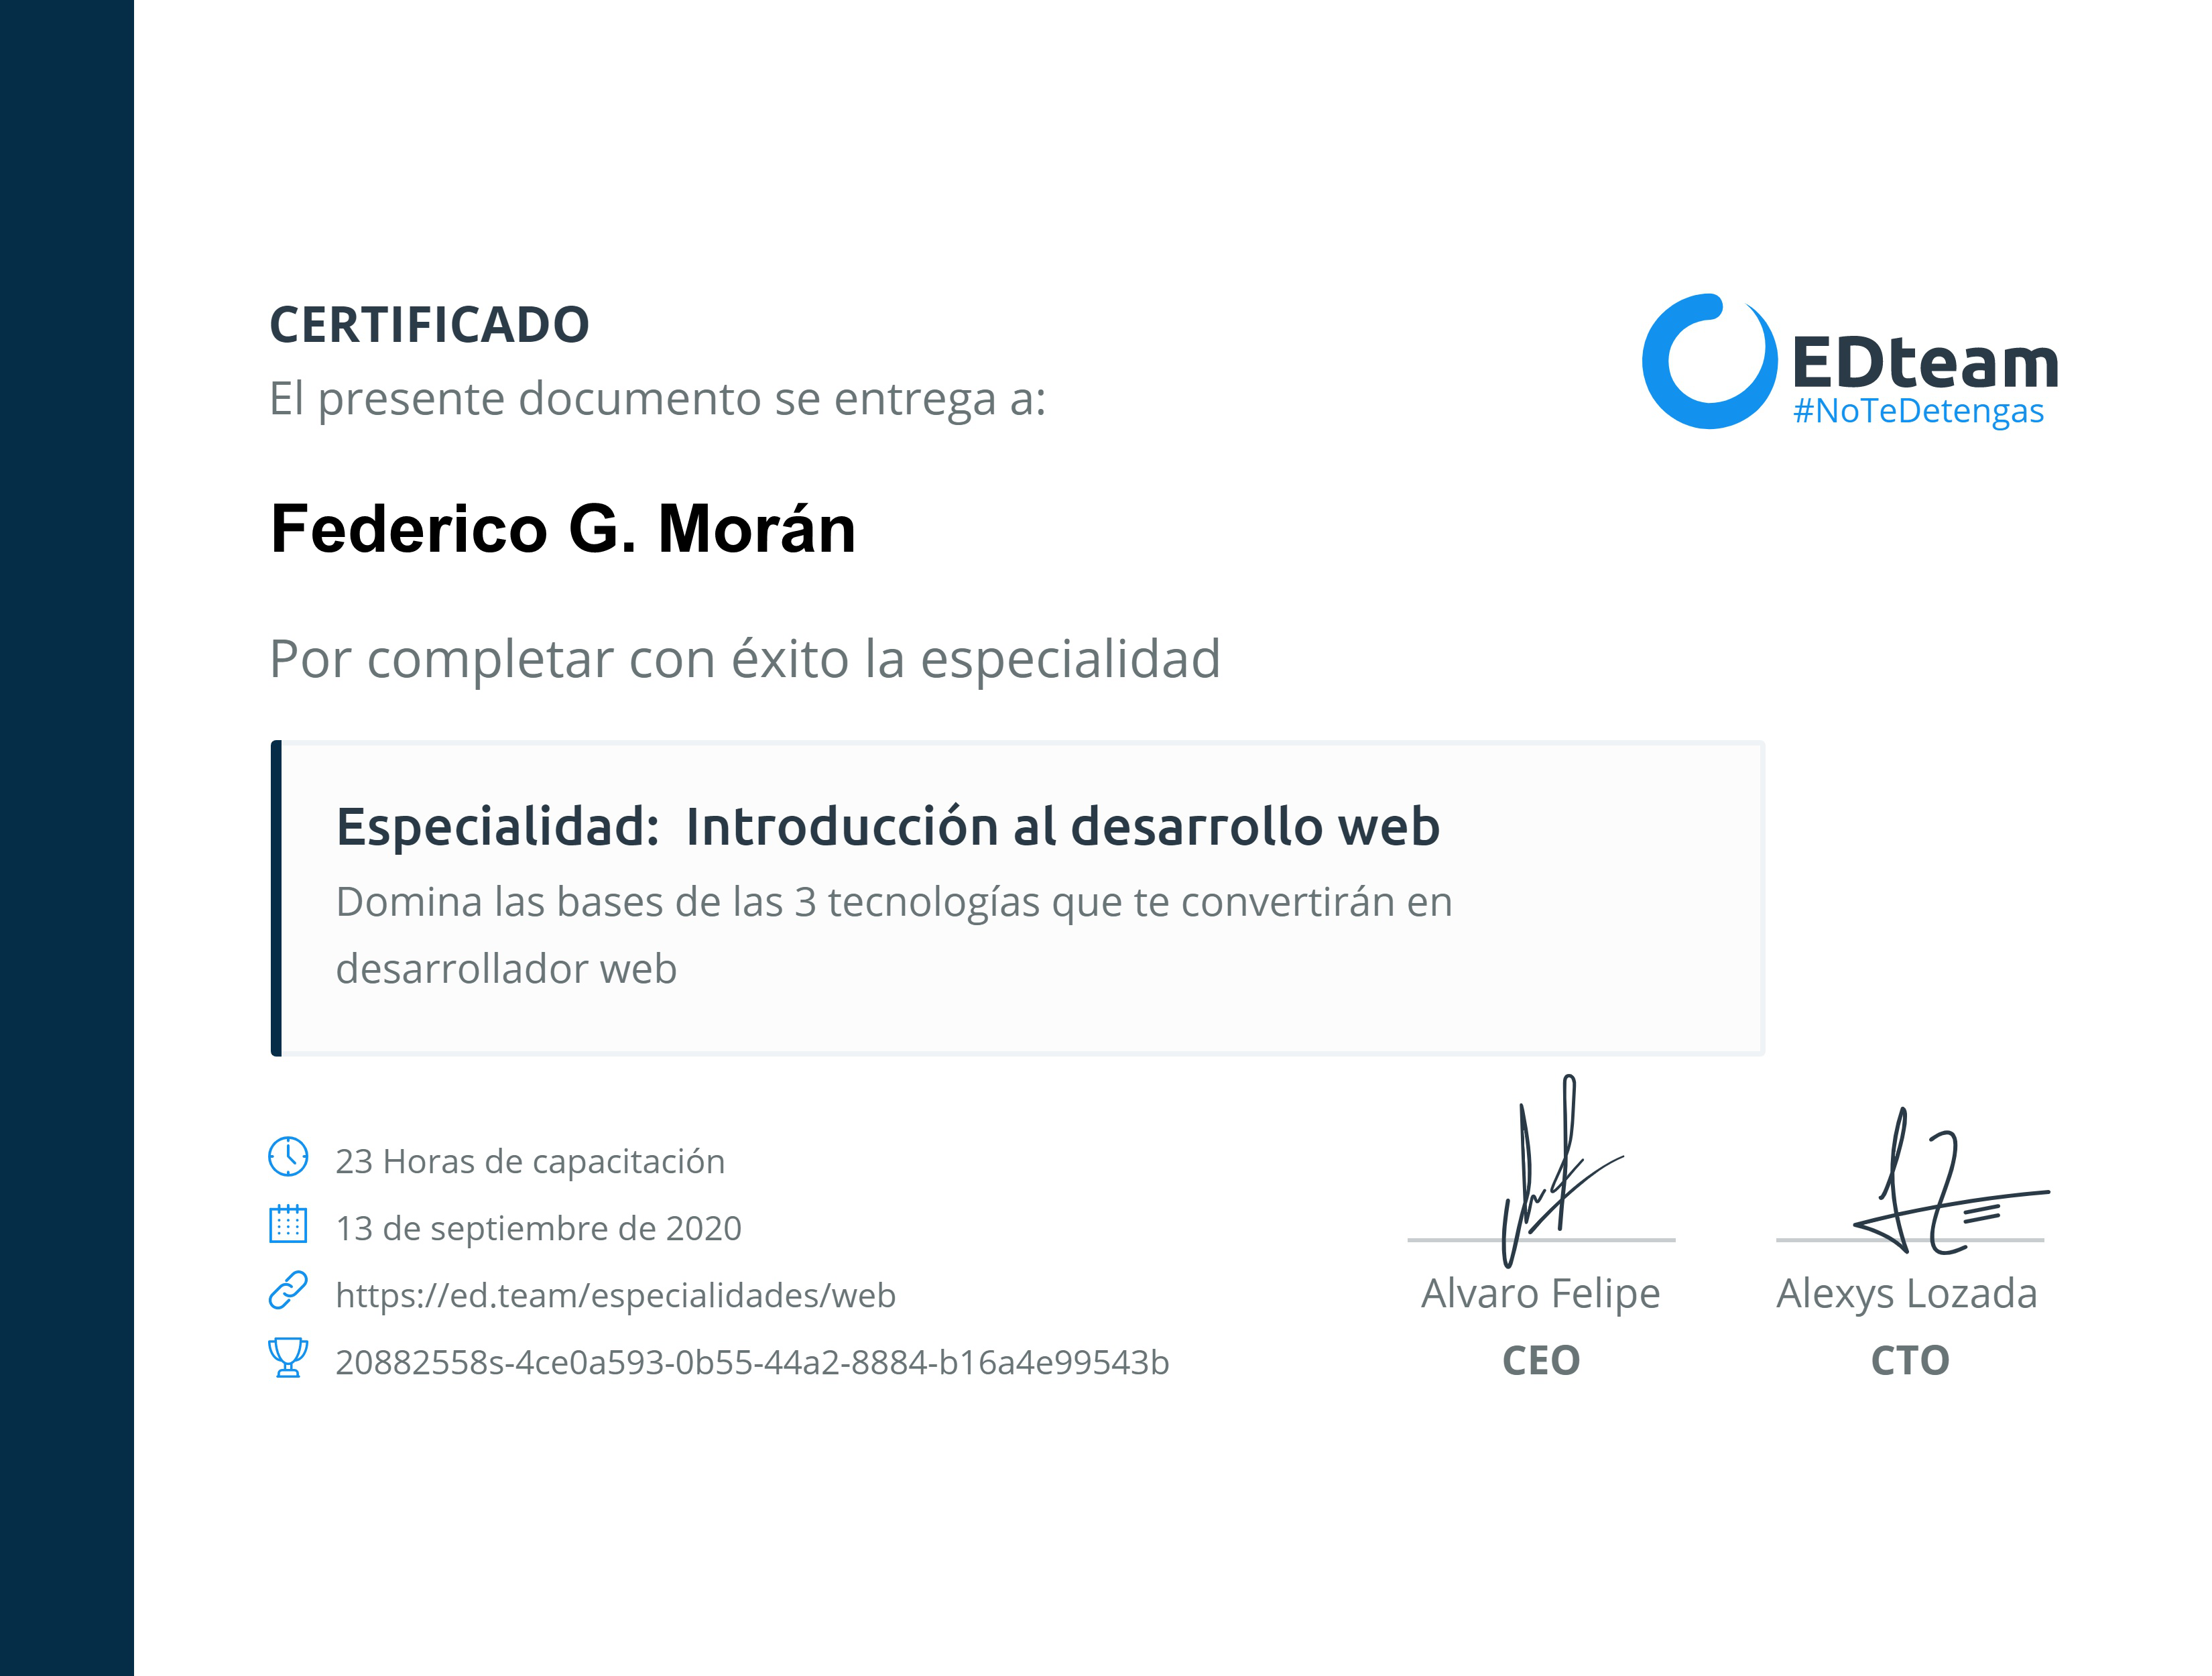 CERTIFICADO
El presente documento se entrega a:
EDteam
#NoTeDetengas
Federico G. Morán
Por completar con éxito la especialidad
Especialidad: Introducción al desarrollo web
Domina las bases de las 3 tecnologías que te convertirán en
desarrollador web
23 Horas de capacitación
13 de septiembre de 2020
https://ed.team/especialidades/web
20882558s-4ce0a593-0b55-44a2-8884-b16a4e99543b
Alvaro Felipe
CEO
Alexys Lozada
CTO